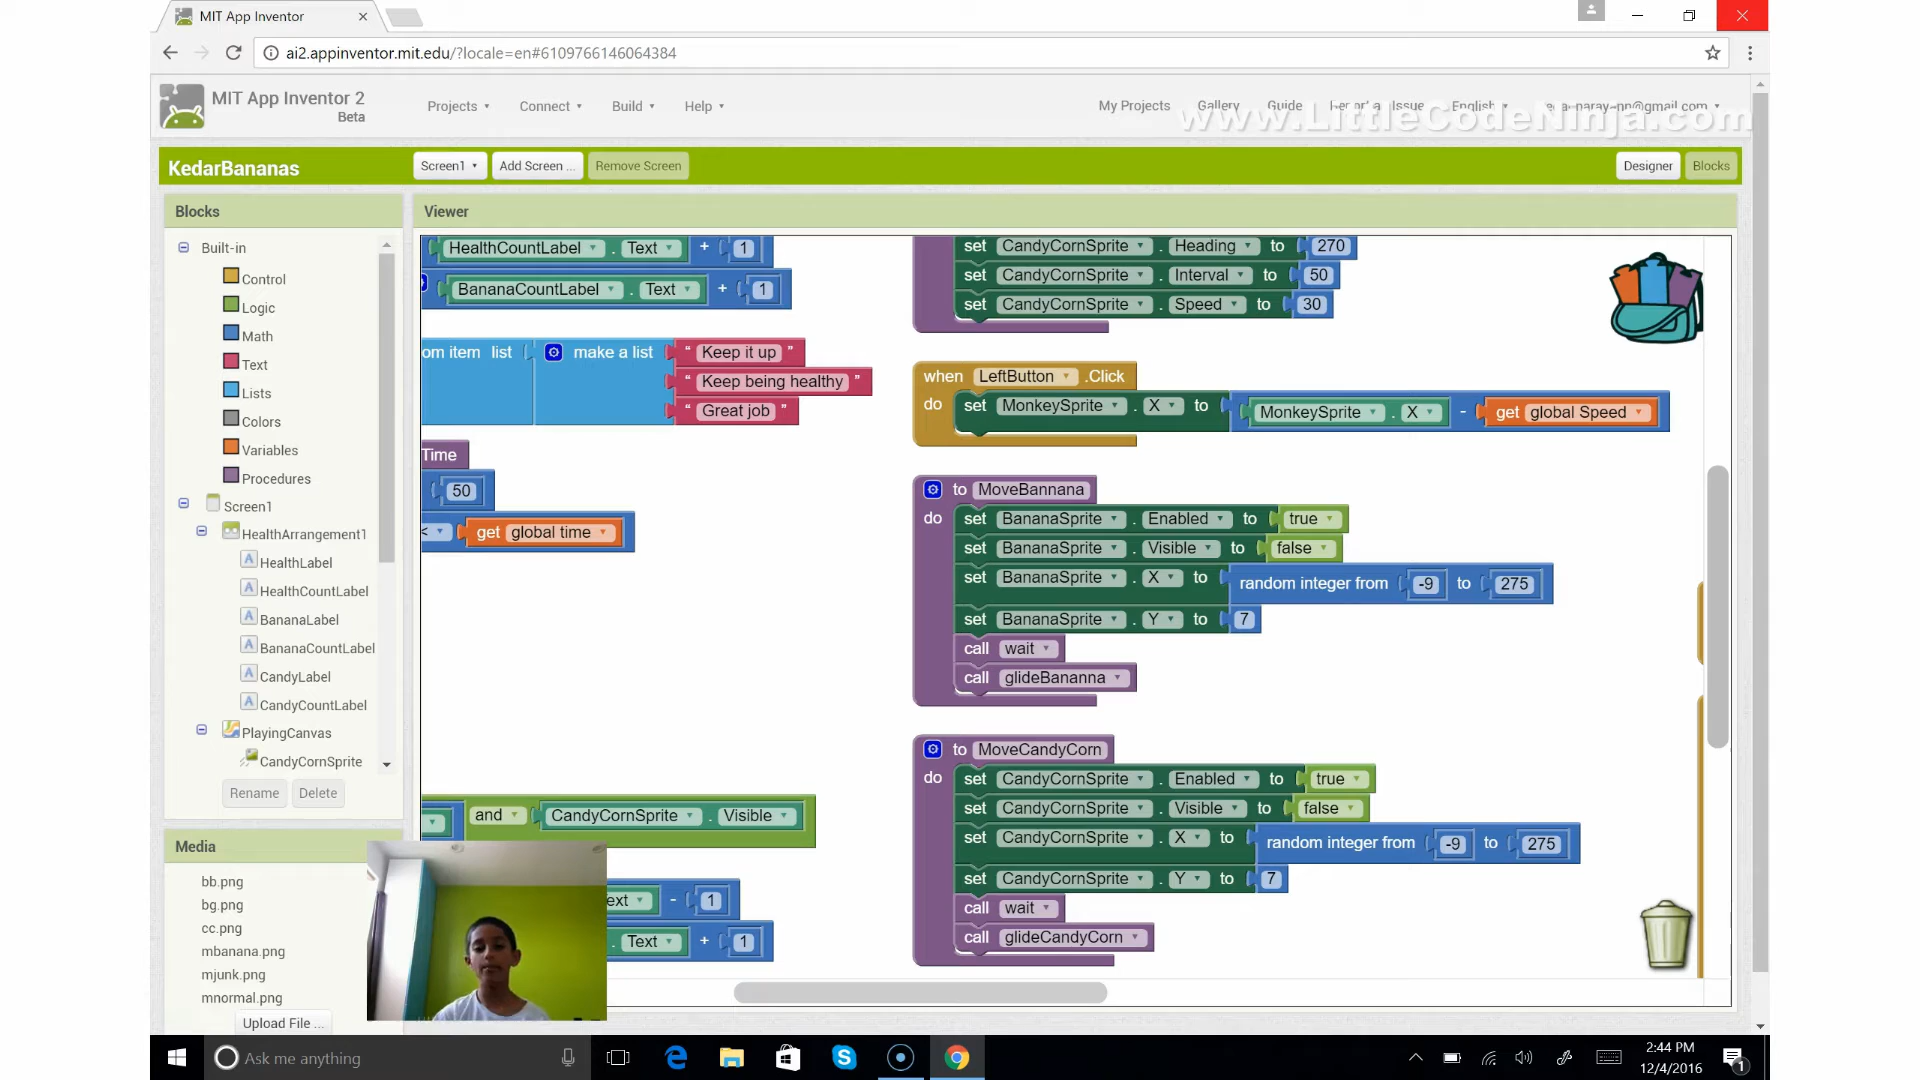 MIT App Inventor
ai2.appinventor.mit.edu/?locale=en#6109766146064384
MIT App Inventor 2
Beta
Projects
Connect
Build
Help
My Projects
Gallery
Guide
Report an Issue
English
www.LittleCodeNinja.com
KedarBananas
Screen1
Add Screen ...
Remove Screen
Designer
Blocks
Blocks
Viewer
Built-in
Control
Logic
Math
Text
Lists
Colors
Variables
Procedures
Screen1
HealthArrangement1
HealthLabel
HealthCountLabel
BananaLabel
BananaCountLabel
CandyLabel
CandyCountLabel
PlayingCanvas
CandyCornSprite
Rename
Delete
Media
bb.png
bg.png
cc.png
mbanana.png
mjunk.png
mnormal.png
Upload File ...
HealthCountLabel . Text + 1
BananaCountLabel . Text + 1
om item list make a list " Keep it up "
" Keep being healthy "
" Great job "
Time
50
< get global time
and CandyCornSprite . Visible
ext - 1
. Text + 1
set CandyCornSprite . Heading to 270
set CandyCornSprite . Interval to 50
set CandyCornSprite . Speed to 30
when LeftButton .Click
do set MonkeySprite . X to MonkeySprite . X - get global Speed
to MoveBannana
do set BananaSprite . Enabled to true
set BananaSprite . Visible to false
set BananaSprite . X to random integer from -9 to 275
set BananaSprite . Y to 7
call wait
call glideBananna
to MoveCandyCorn
do set CandyCornSprite . Enabled to true
set CandyCornSprite . Visible to false
set CandyCornSprite . X to random integer from -9 to 275
set CandyCornSprite . Y to 7
call wait
call glideCandyCorn
Ask me anything
2:44 PM
12/4/2016
1